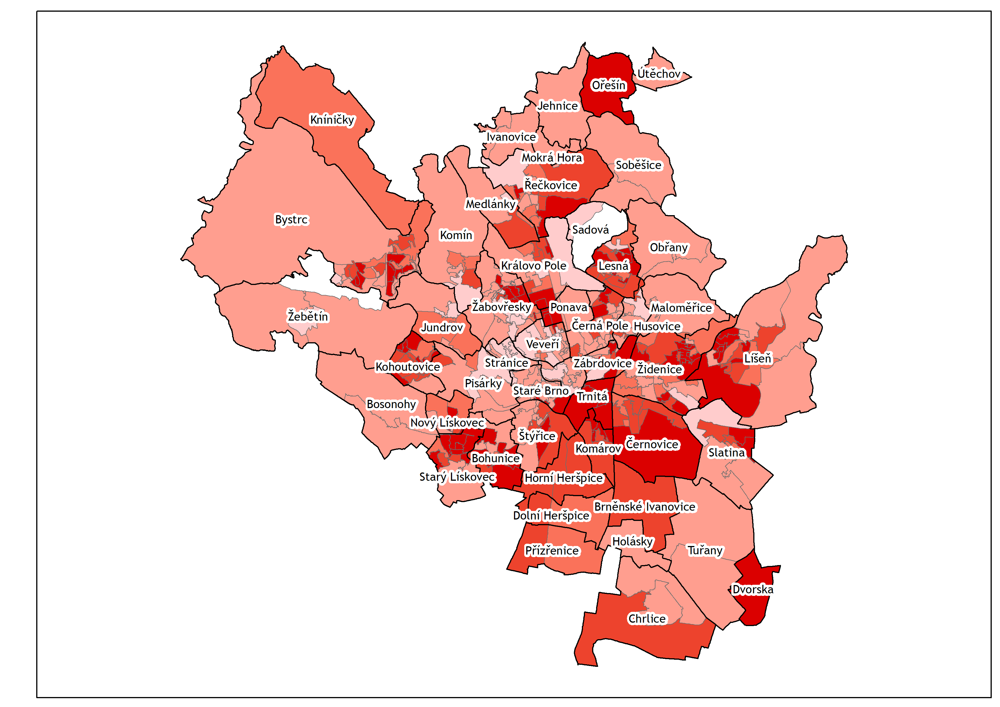 Útěchov
Ořešín
Jehnice
Kníničky
Ivanovice
Mokrá Hora
Soběšice
Řečkovice
Medlánky
Bystrc
Sadová
Komín
Obřany
Královo Pole
Lesná
Žabovřesky
Ponava
Maloměřice
Žebětín
Jundrov
Černá Pole
Husovice
Veveří
Líšeň
Stránice
Zábrdovice
Kohoutovice
Židenice
Pisárky
Staré Brno
Trnitá
Bosonohy
Nový Lískovec
Štýřice
Komárov
Černovice
Slatina
Bohunice
Starý Lískovec
Horní Heršpice
Brněnské Ivanovice
Dolní Heršpice
Holásky
Přízřenice
Tuřany
Dvorska
Chrlice